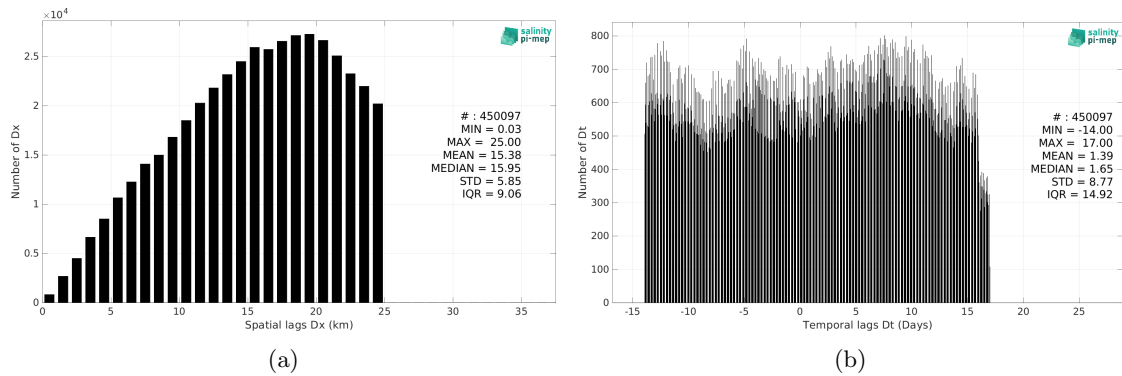 ×10⁴
2.5
2
1.5
1
0.5
0
Number of Dx
0 5 10 15 20 25 30 35
Spatial lags Dx (km)
salinity
pi-mep
# : 450097
MIN = 0.03
MAX = 25.00
MEAN = 15.38
MEDIAN = 15.95
STD = 5.85
IQR = 9.06
(a)
800
700
600
500
400
300
200
100
0
Number of Dt
-15 -10 -5 0 5 10 15 20 25
Temporal lags Dt (Days)
salinity
pi-mep
# : 450097
MIN = -14.00
MAX = 17.00
MEAN = 1.39
MEDIAN = 1.65
STD = 8.77
IQR = 14.92
(b)